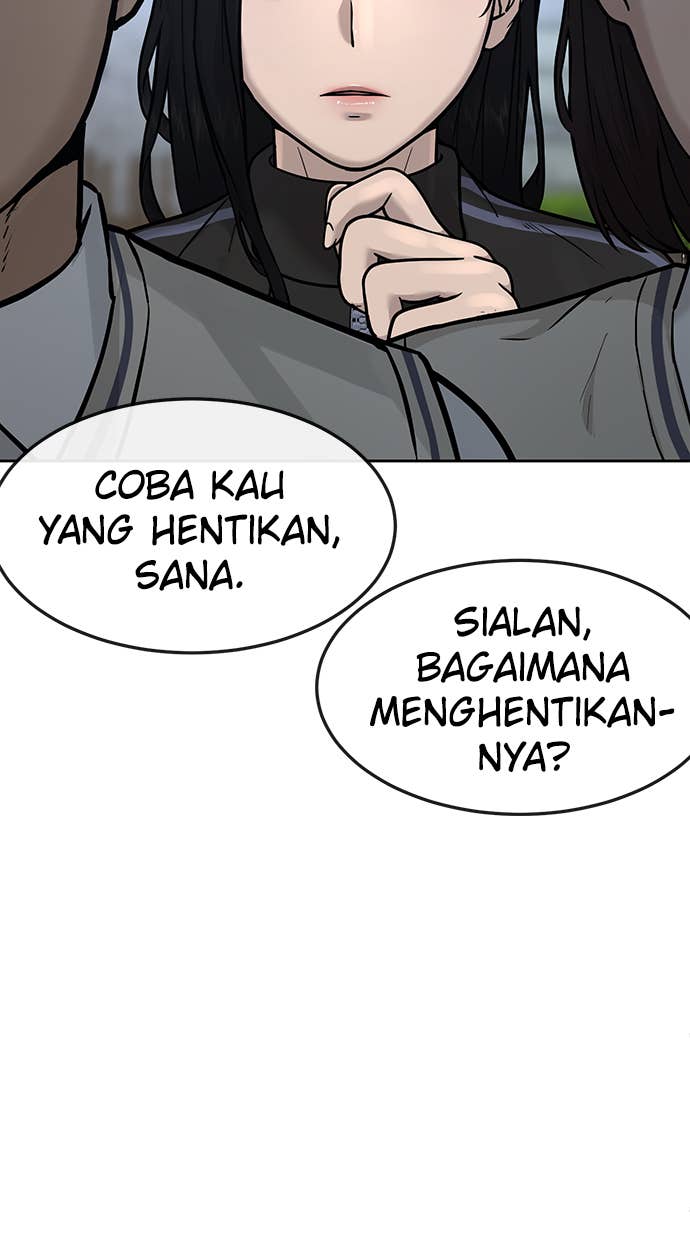 COBA KAU
YANG HENTIKAN,
SANA.
SIALAN,
BAGAIMANA
MENGHENTIKAN-
NYA?